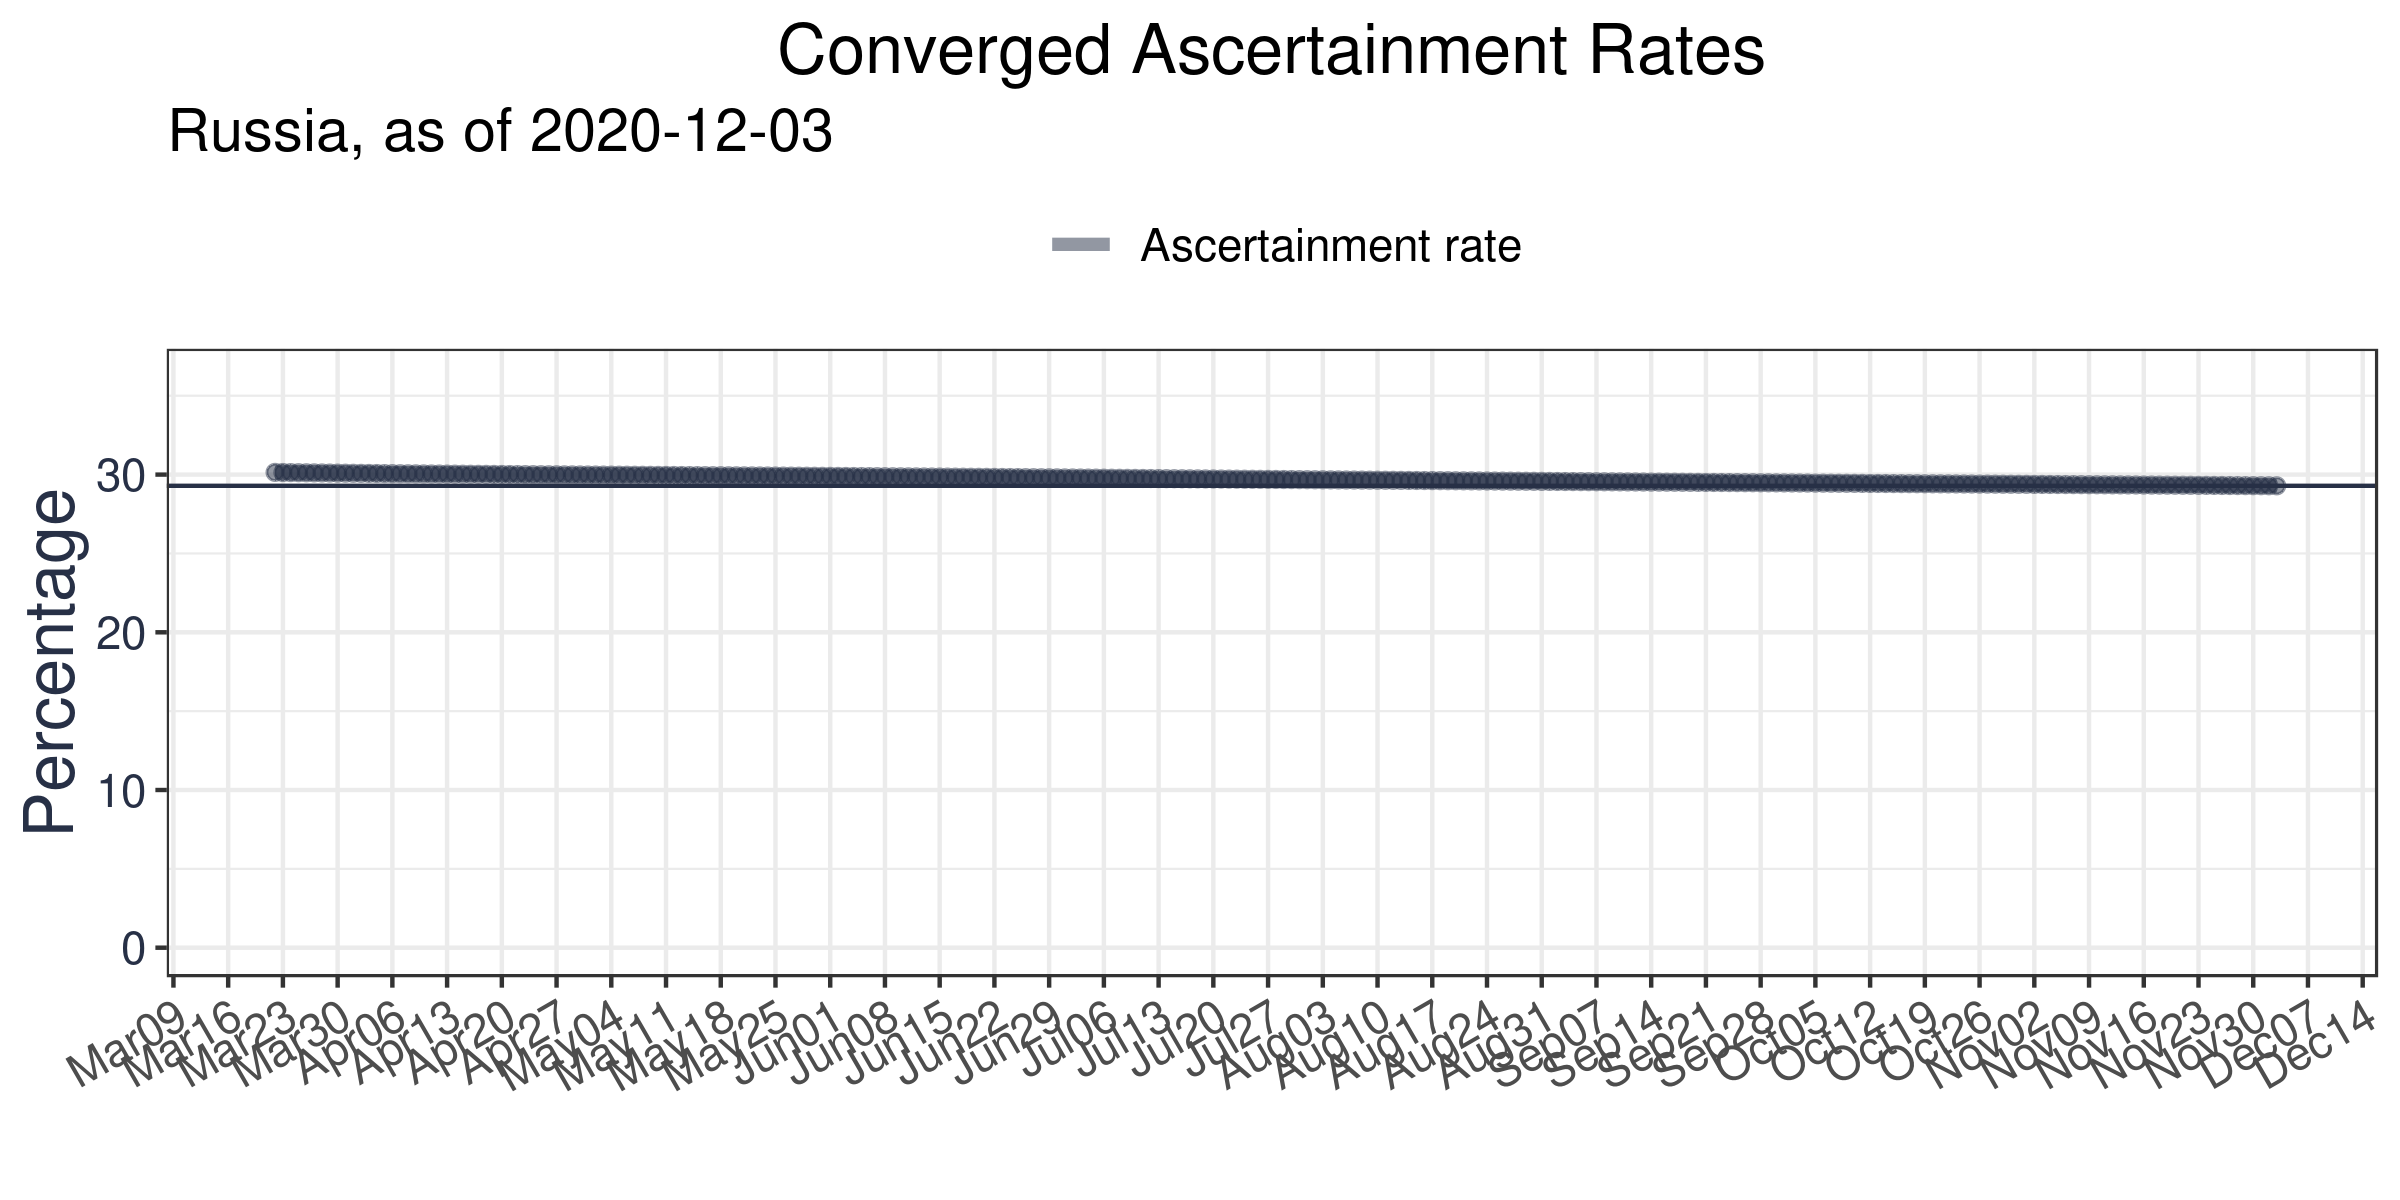 Converged Ascertainment Rates
Russia, as of 2020-12-03
Ascertainment rate
Percentage
30
20
10
0
Mar09
Mar16
Mar23
Mar30
Apr06
Apr13
Apr20
Apr27
May04
May11
May18
May25
Jun01
Jun08
Jun15
Jun22
Jun29
Jul06
Jul13
Jul20
Jul27
Aug03
Aug10
Aug17
Aug24
Aug31
Sep07
Sep14
Sep21
Sep28
Oct05
Oct12
Oct19
Oct26
Nov02
Nov09
Nov16
Nov23
Nov30
Dec07
Dec14